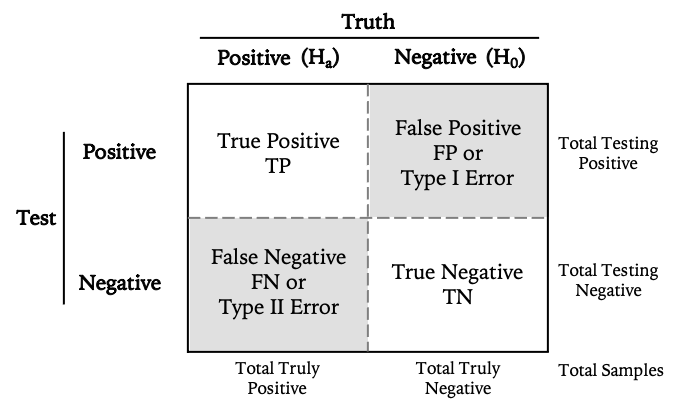 Truth
Positive (Hₐ)
Negative (H₀)
Test
Positive
True Positive
TP
False Positive
FP or
Type I Error
Total Testing
Positive
Negative
False Negative
FN or
Type II Error
True Negative
TN
Total Testing
Negative
Total Truly
Positive
Total Truly
Negative
Total Samples